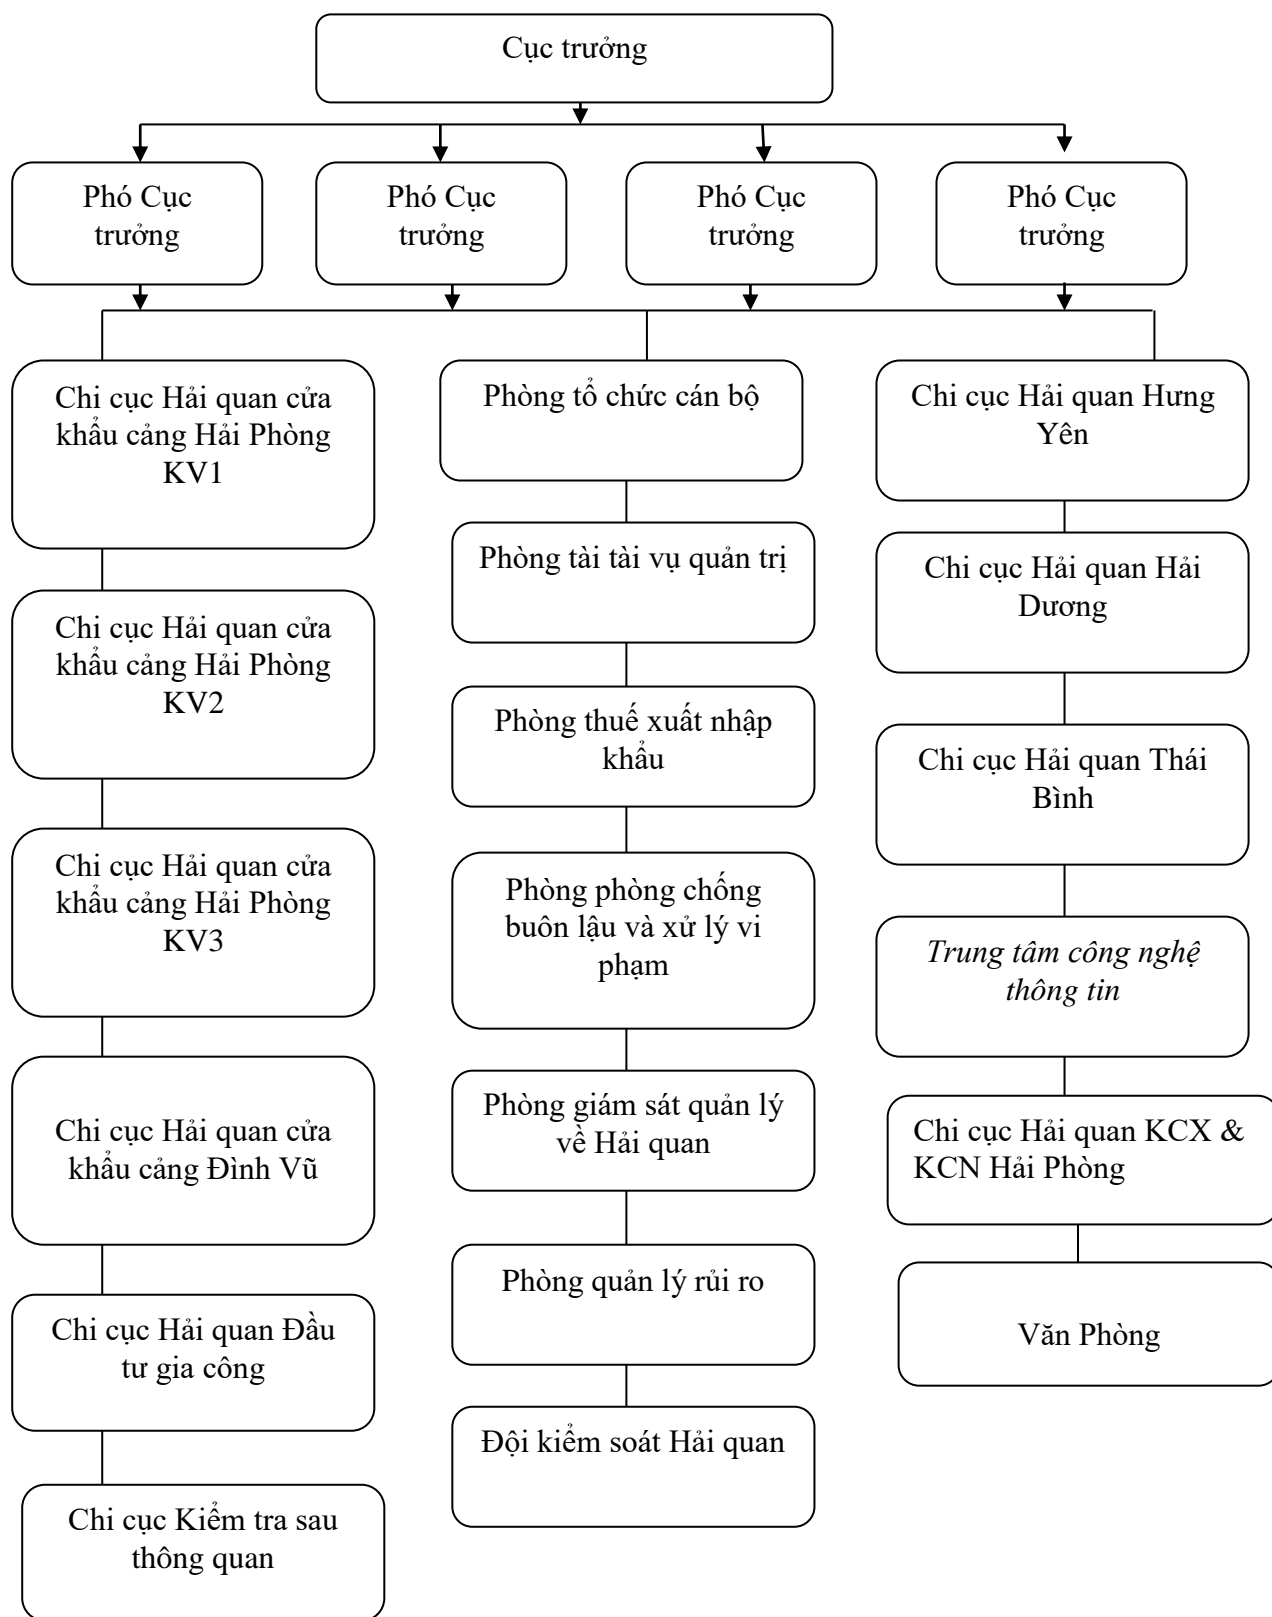 Cục trưởng
Phó Cục
trưởng
Phó Cục
trưởng
Phó Cục
trưởng
Phó Cục
trưởng
Chi cục Hải quan cửa
khẩu cảng Hải Phòng
KV1
Chi cục Hải quan cửa
khẩu cảng Hải Phòng
KV2
Chi cục Hải quan cửa
khẩu cảng Hải Phòng
KV3
Chi cục Hải quan cửa
khẩu cảng Đình Vũ
Chi cục Hải quan Đầu
tư gia công
Chi cục Kiểm tra sau
thông quan
Phòng tổ chức cán bộ
Phòng tài tài vụ quản trị
Phòng thuế xuất nhập
khẩu
Phòng phòng chống
buôn lậu và xử lý vi
phạm
Phòng giám sát quản lý
về Hải quan
Phòng quản lý rủi ro
Đội kiểm soát Hải quan
Chi cục Hải quan Hưng
Yên
Chi cục Hải quan Hải
Dương
Chi cục Hải quan Thái
Bình
Trung tâm công nghệ
thông tin
Chi cục Hải quan KCX &
KCN Hải Phòng
Văn Phòng